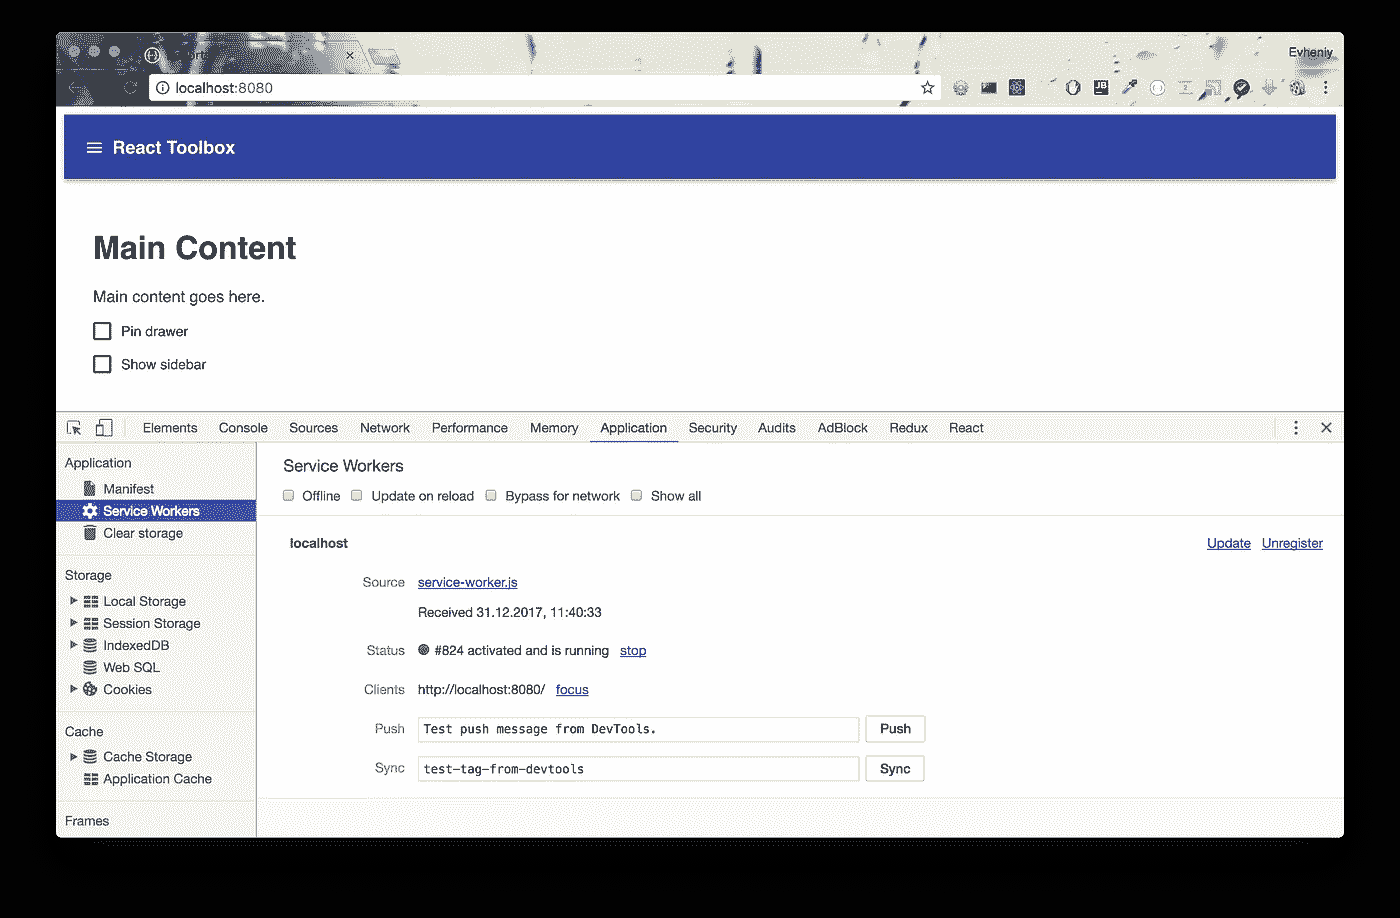 Evheniy
localhost:8080
React Toolbox
Main Content
Main content goes here.
Pin drawer
Show sidebar
Elements Console Sources Network Performance Memory Application Security Audits AdBlock Redux React
Application
Manifest
Service Workers
Clear storage
Storage
Local Storage
Session Storage
IndexedDB
Web SQL
Cookies
Cache
Cache Storage
Application Cache
Frames
Service Workers
Offline Update on reload Bypass for network Show all
localhost Update Unregister
Source service-worker.js
Received 31.12.2017, 11:40:33
Status #824 activated and is running stop
Clients http://localhost:8080/ focus
Push Test push message from DevTools. Push
Sync test-tag-from-devtools Sync